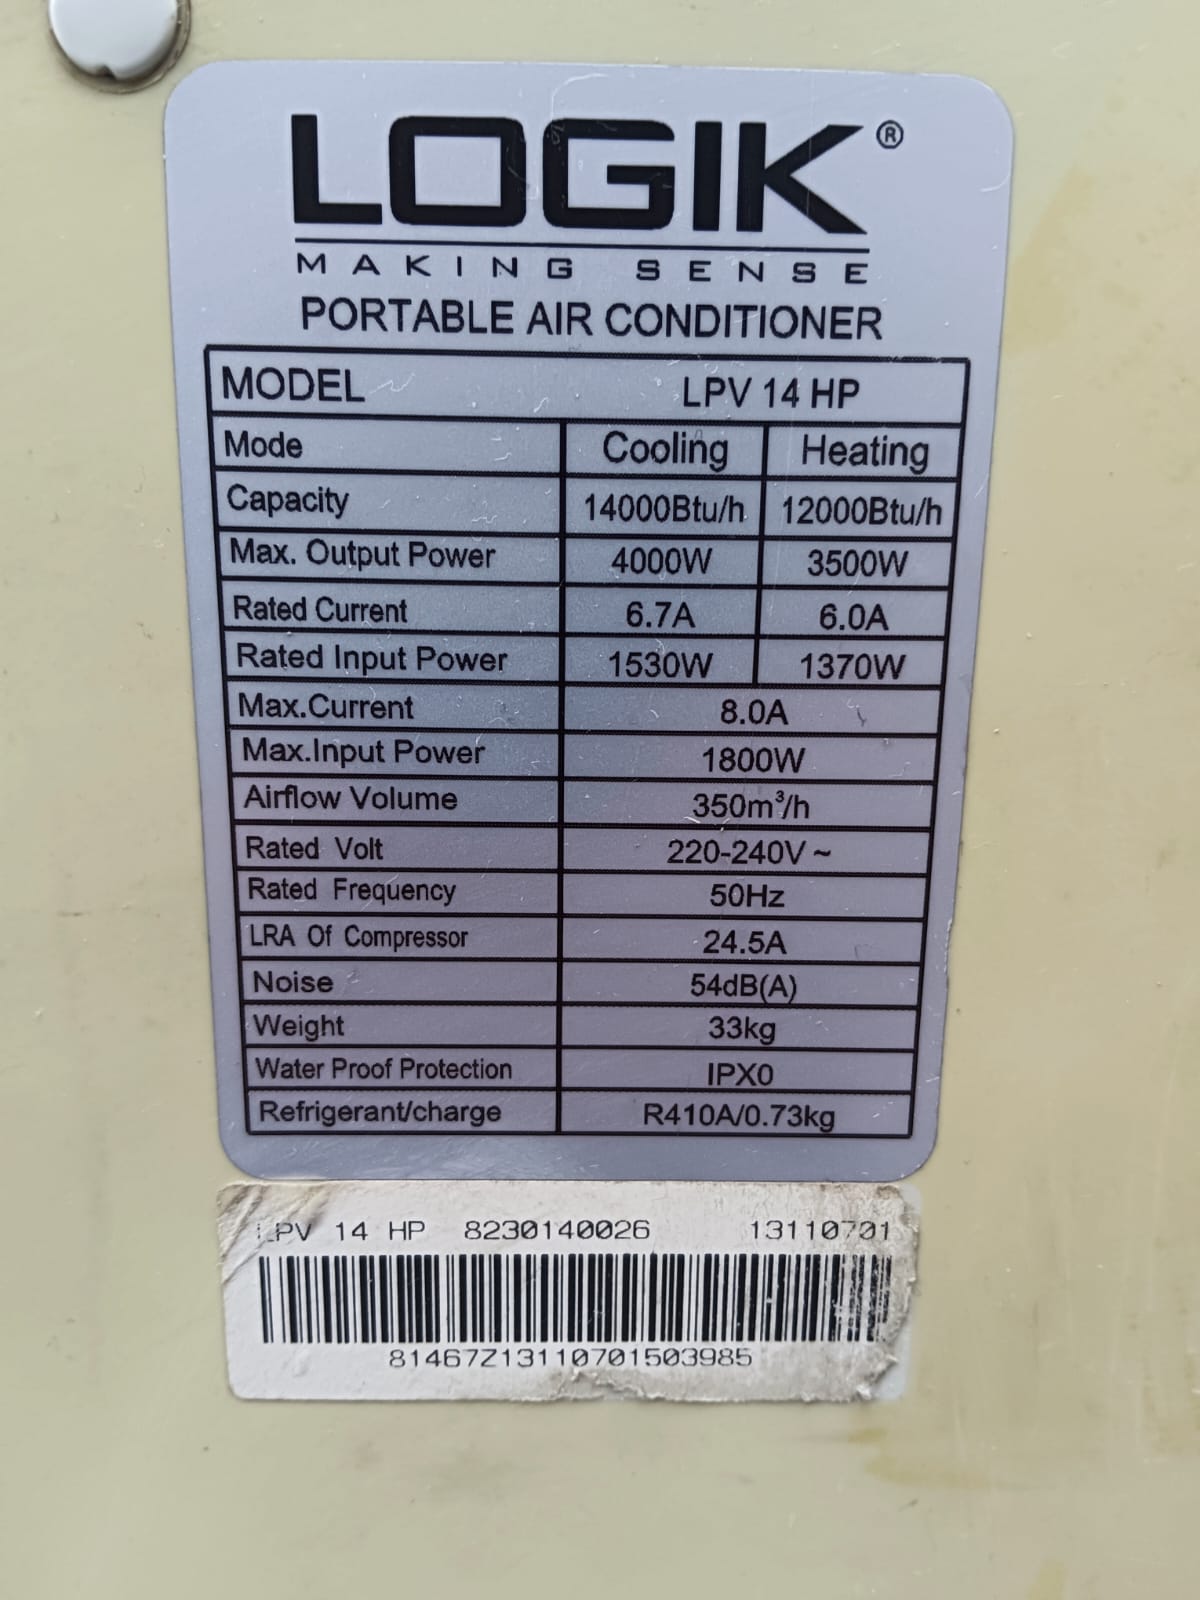 LOGIK®
MAKING SENSE
PORTABLE AIR CONDITIONER
MODEL LPV 14 HP
Mode Cooling Heating
Capacity 14000Btu/h 12000Btu/h
Max. Output Power 4000W 3500W
Rated Current 6.7A 6.0A
Rated Input Power 1530W 1370W
Max.Current 8.0A
Max.Input Power 1800W
Airflow Volume 350m³/h
Rated Volt 220-240V ~
Rated Frequency 50Hz
LRA Of Compressor 24.5A
Noise 54dB(A)
Weight 33kg
Water Proof Protection IPX0
Refrigerant/charge R410A/0.73kg
LPV 14 HP 8230140026 13110701
81467Z13110701503985